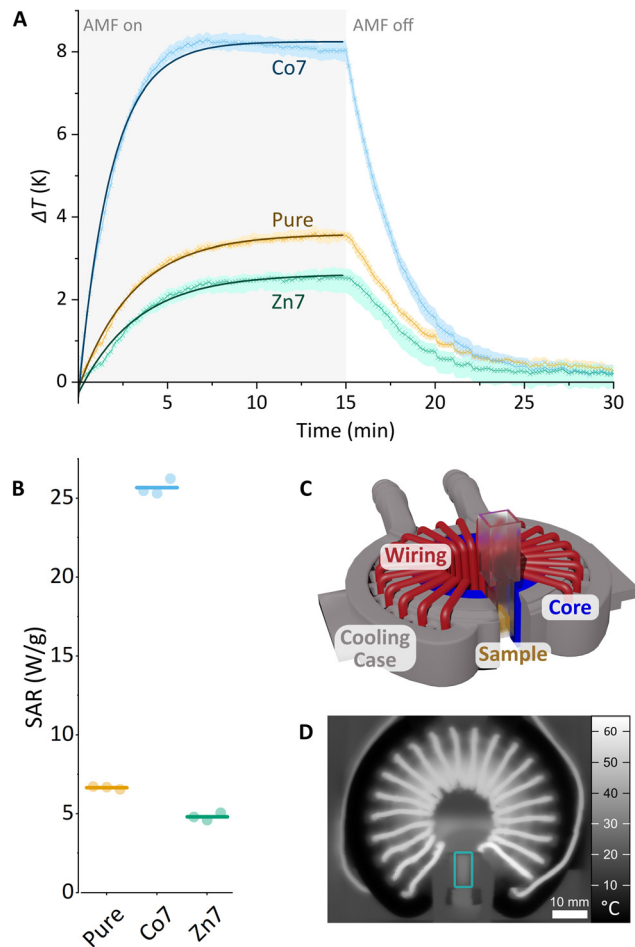 A
AMF on
AMF off
8
6
4
2
0
ΔT (K)
Co7
Pure
Zn7
5
10
15
20
25
30
Time (min)
B
25
20
15
10
5
0
SAR (W/g)
Pure
Co7
Zn7
C
Wiring
Core
Cooling
Case
Sample
D
60
50
40
30
20
10
°C
10 mm